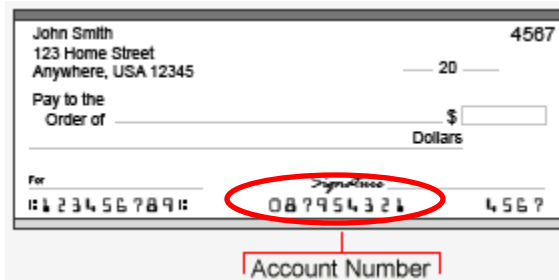 John Smith 4567
123 Home Street
Anywhere, USA 12345 20
Pay to the
Order of $
Dollars
For Signature
⑆123456789⑆ 087954321 4567
Account Number